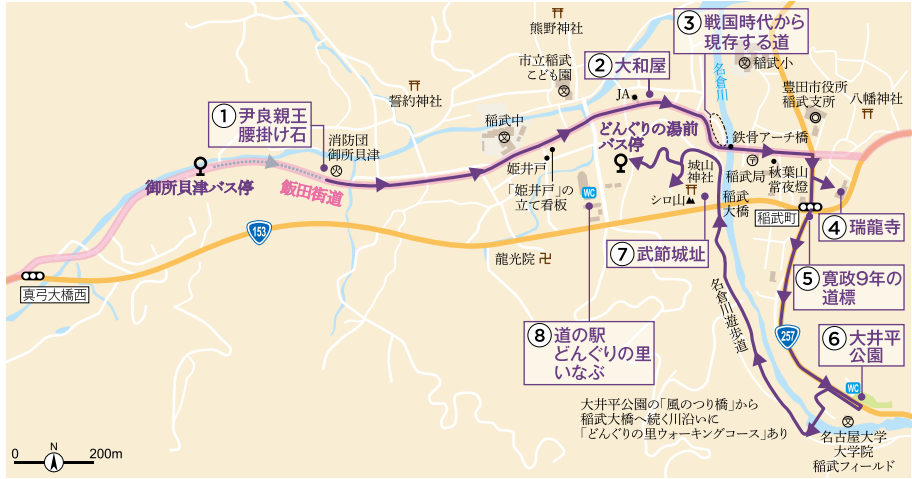 熊野神社
③戦国時代から
現存する道
市立稲武
こども園
②大和屋
稲武小
名倉川
豊田市役所
稲武支所
八幡神社
JA
誓約神社
①尹良親王
腰掛け石
消防団
御所貝津
稲武中
どんぐりの湯前
バス停
鉄骨アーチ橋
御所貝津バス停
飯田街道
姫井戸
「姫井戸」の
立て看板
WC
城山
神社
シロ山
稲武局
秋葉山
常夜燈
稲武
大橋
稲武町
④瑞龍寺
153
龍光院
⑦武節城址
⑤寛政9年の
道標
真弓大橋西
名倉川遊歩道
⑧道の駅
どんぐりの里
いなぶ
257
⑥大井平
公園
WC
大井平公園の「風のつり橋」から
稲武大橋へ続く川沿いに
「どんぐりの里ウォーキングコース」あり
名古屋大学
大学院
稲武フィールド
N
0
200m